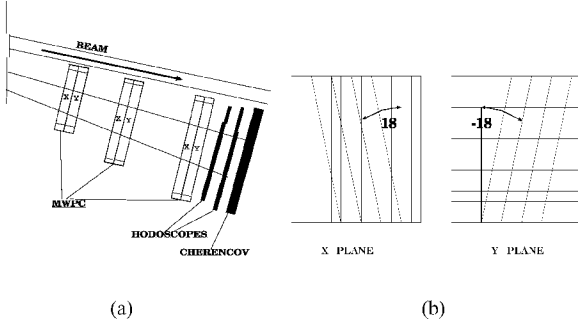 BEAM
X Y
X Y
X Y
MWPC
HODOSCOPES
CHERENCOV
(a)
18
X PLANE
-18
Y PLANE
(b)